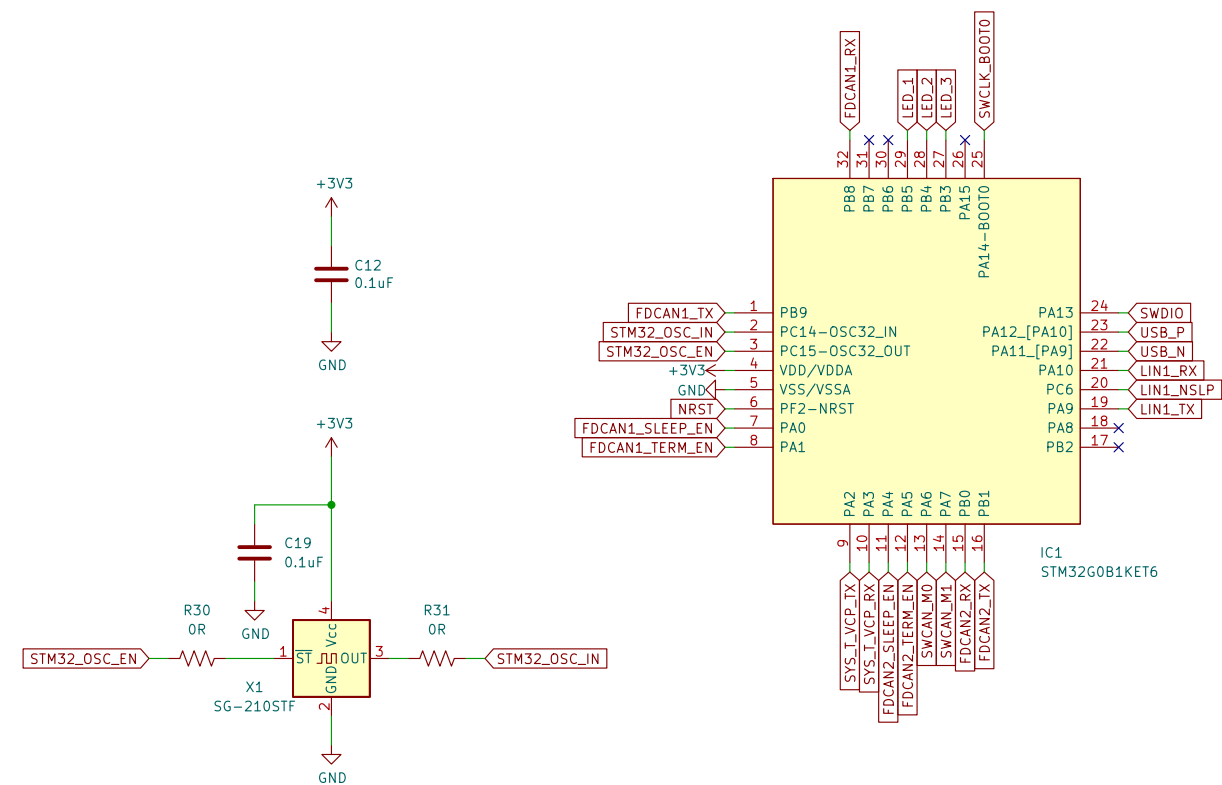 +3V3
C12
0.1uF
GND
+3V3
C19
0.1uF
GND
R30
0R
R31
0R
STM32_OSC_EN
1
ST
Vcc
4
GND
2
OUT
3
STM32_OSC_IN
X1
SG-210STF
GND
FDCAN1_RX
LED_1
LED_2
LED_3
SWCLK_BOOT0
32
31
30
29
28
27
26
25
PB8
PB7
PB6
PB5
PB4
PB3
PA15
PA14-BOOT0
FDCAN1_TX 1 PB9
STM32_OSC_IN 2 PC14-OSC32_IN
STM32_OSC_EN 3 PC15-OSC32_OUT
+3V3 4 VDD/VDDA
GND 5 VSS/VSSA
NRST 6 PF2-NRST
FDCAN1_SLEEP_EN 7 PA0
FDCAN1_TERM_EN 8 PA1
PA13 24 SWDIO
PA12_[PA10] 23 USB_P
PA11_[PA9] 22 USB_N
PA10 21 LIN1_RX
PC6 20 LIN1_NSLP
PA9 19 LIN1_TX
PA8 18
PB2 17
PA2
PA3
PA4
PA5
PA6
PA7
PB0
PB1
9
10
11
12
13
14
15
16
SYS_T_VCP_TX
SYS_T_VCP_RX
FDCAN2_SLEEP_EN
FDCAN2_TERM_EN
SWCAN_M0
SWCAN_M1
FDCAN2_RX
FDCAN2_TX
IC1
STM32G0B1KET6